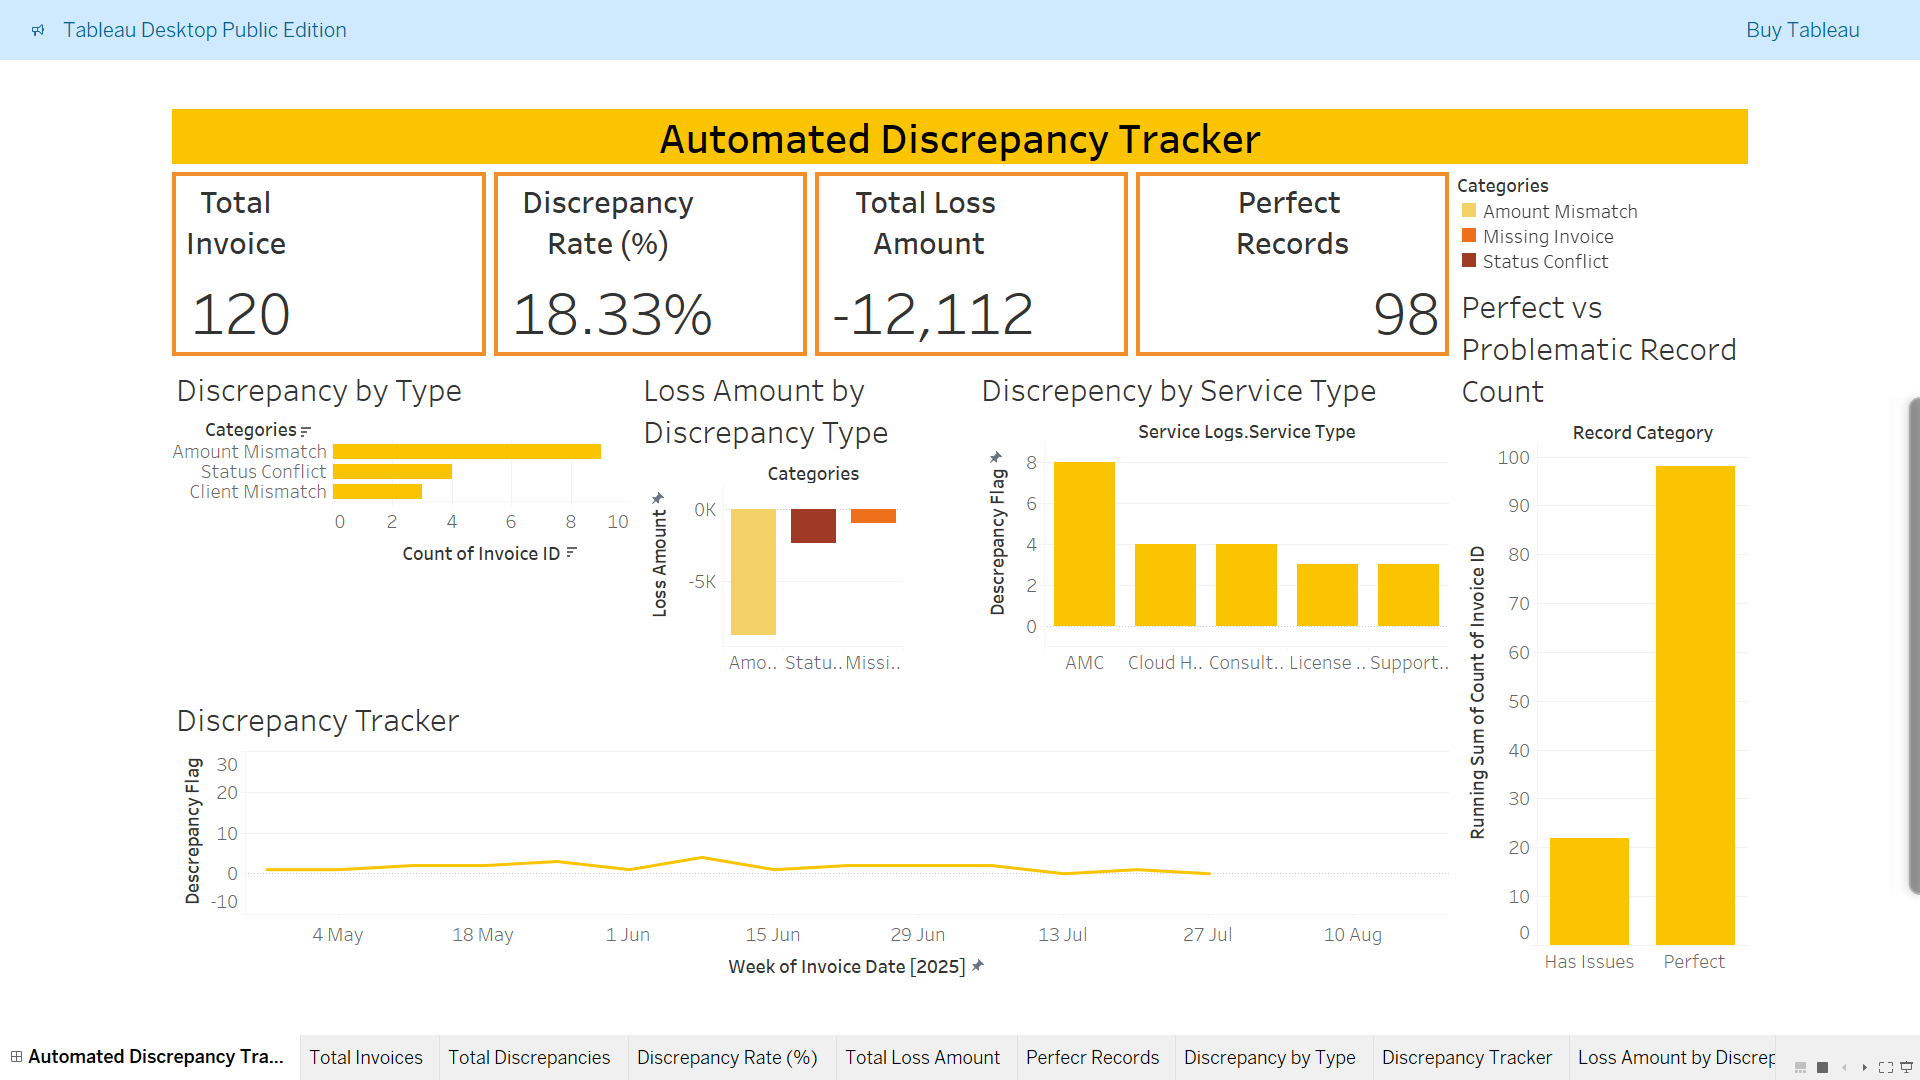 Tableau Desktop Public Edition
Buy Tableau
Automated Discrepancy Tracker
Total
Invoice
120
Discrepancy
Rate (%)
18.33%
Total Loss
Amount
-12,112
Perfect
Records
98
Categories
Amount Mismatch
Missing Invoice
Status Conflict
Discrepancy by Type
Categories
Amount Mismatch
Status Conflict
Client Mismatch
0 2 4 6 8 10
Count of Invoice ID
Loss Amount by
Discrepancy Type
Categories
Loss Amount
0K
-5K
Amo.. Statu.. Missi..
Discrepency by Service Type
Service Logs.Service Type
Descrepancy Flag
8
6
4
2
0
AMC Cloud H.. Consult.. License .. Support..
Perfect vs
Problematic Record
Count
Record Category
Running Sum of Count of Invoice ID
100
90
80
70
60
50
40
30
20
10
0
Has Issues Perfect
Discrepancy Tracker
Descrepancy Flag
30
20
10
0
-10
4 May 18 May 1 Jun 15 Jun 29 Jun 13 Jul 27 Jul 10 Aug
Week of Invoice Date [2025]
Automated Discrepancy Tra... Total Invoices Total Discrepancies Discrepancy Rate (%) Total Loss Amount Perfecr Records Discrepancy by Type Discrepancy Tracker Loss Amount by Discrep